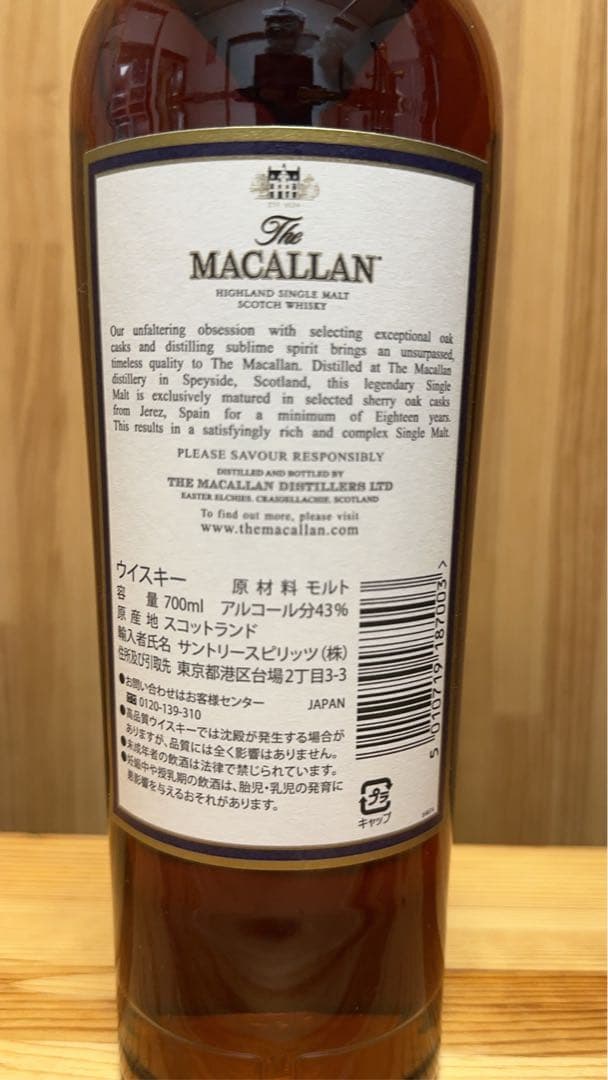 The
MACALLAN
HIGHLAND SINGLE MALT
SCOTCH WHISKY
Our unfaltering obsession with selecting exceptional oak
casks and distilling sublime spirit brings an unsurpassed,
timeless quality to The Macallan. Distilled at The Macallan
distillery in Speyside, Scotland, this legendary Single
Malt is exclusively matured in selected sherry oak casks
from Jerez, Spain for a minimum of Eighteen years.
This results in a satisfyingly rich and complex Single Malt.
PLEASE SAVOUR RESPONSIBLY
DISTILLED AND BOTTLED BY
THE MACALLAN DISTILLERS LTD
EASTER ELCHIES, CRAIGELLACHIE, SCOTLAND
To find out more, please visit
www.themacallan.com
ウイスキー 原材料 モルト
容量 700ml アルコール分43%
原産地 スコットランド
輸入者氏名 サントリースピリッツ(株)
住所及び引取先 東京都港区台場2丁目3-3
●お問い合わせはお客様センター
0120-139-310 JAPAN
●高品質ウイスキーでは沈殿が発生する場合が
ありますが、品質には全く影響はありません。
●未成年者の飲酒は法律で禁じられています。
●妊娠中や授乳期の飲酒は、胎児・乳児の発育に
悪影響を与えるおそれがあります。
5 010719 187003 >
プラ
キャップ